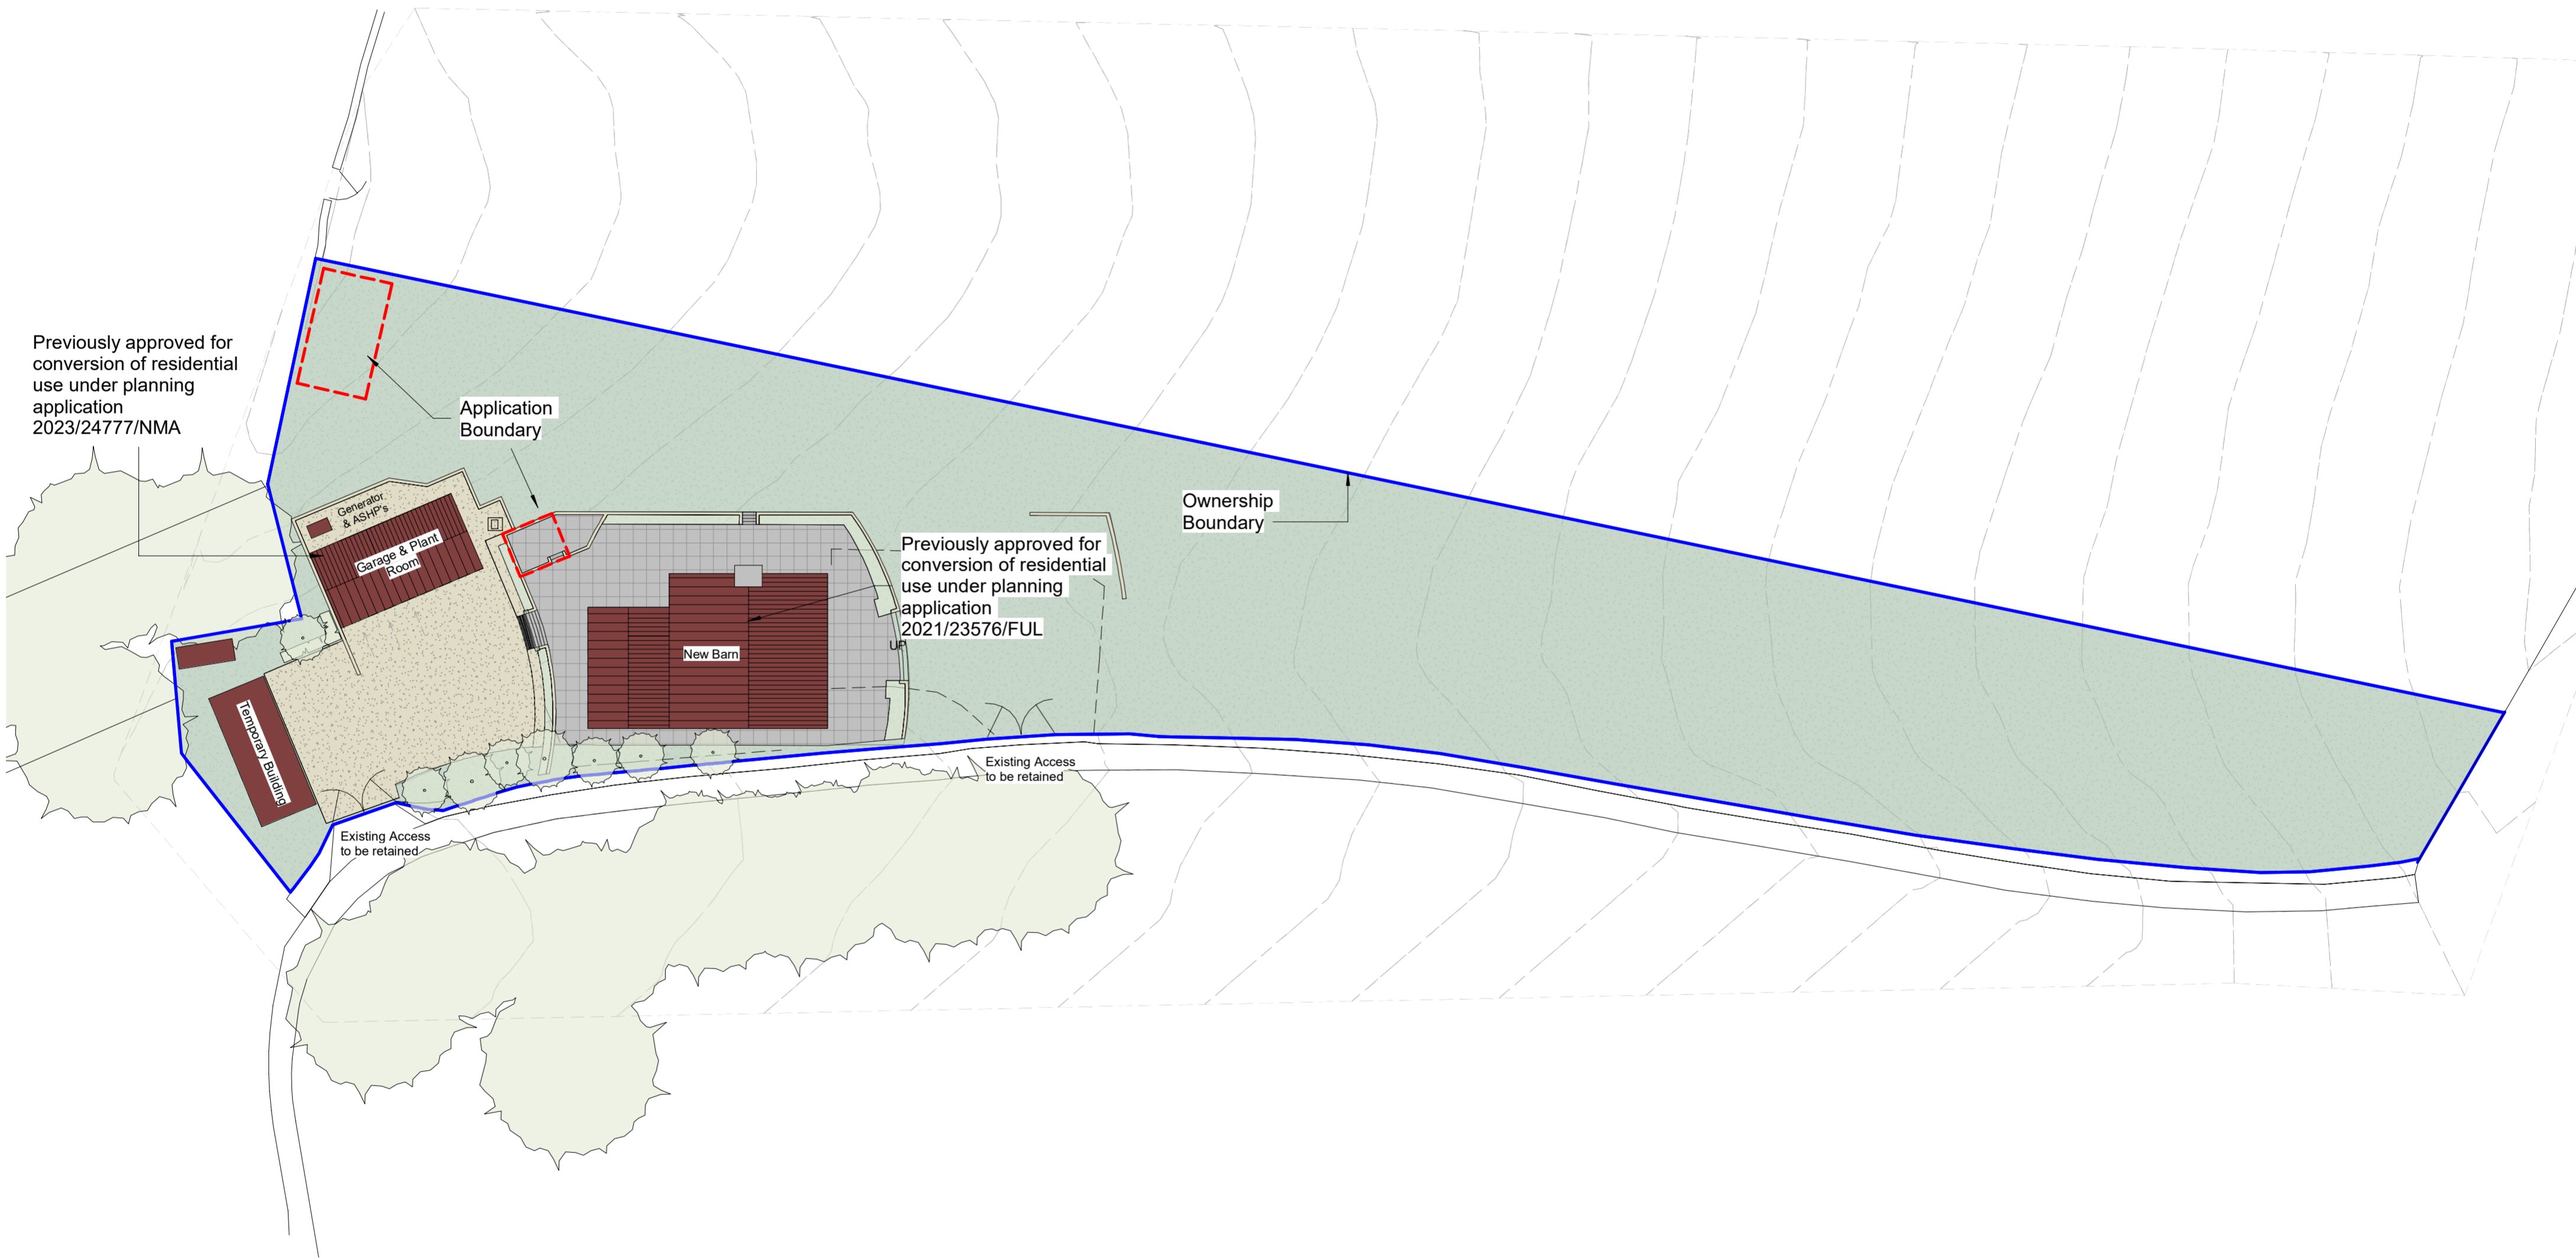 Previously approved for
conversion of residential
use under planning
application
2023/24777/NMA
Application
Boundary
Ownership
Boundary
Generator
& ASHP's
Garage & Plant
Room
Previously approved for
conversion of residential
use under planning
application
2021/23576/FUL
UP
New Barn
Temporary Building
Existing Access
to be retained
Existing Access
to be retained